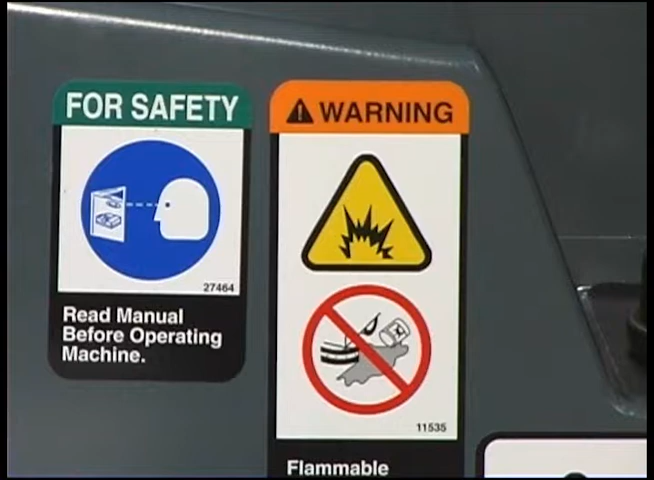 FOR SAFETY
27464
Read Manual
Before Operating
Machine.
WARNING
11535
Flammable